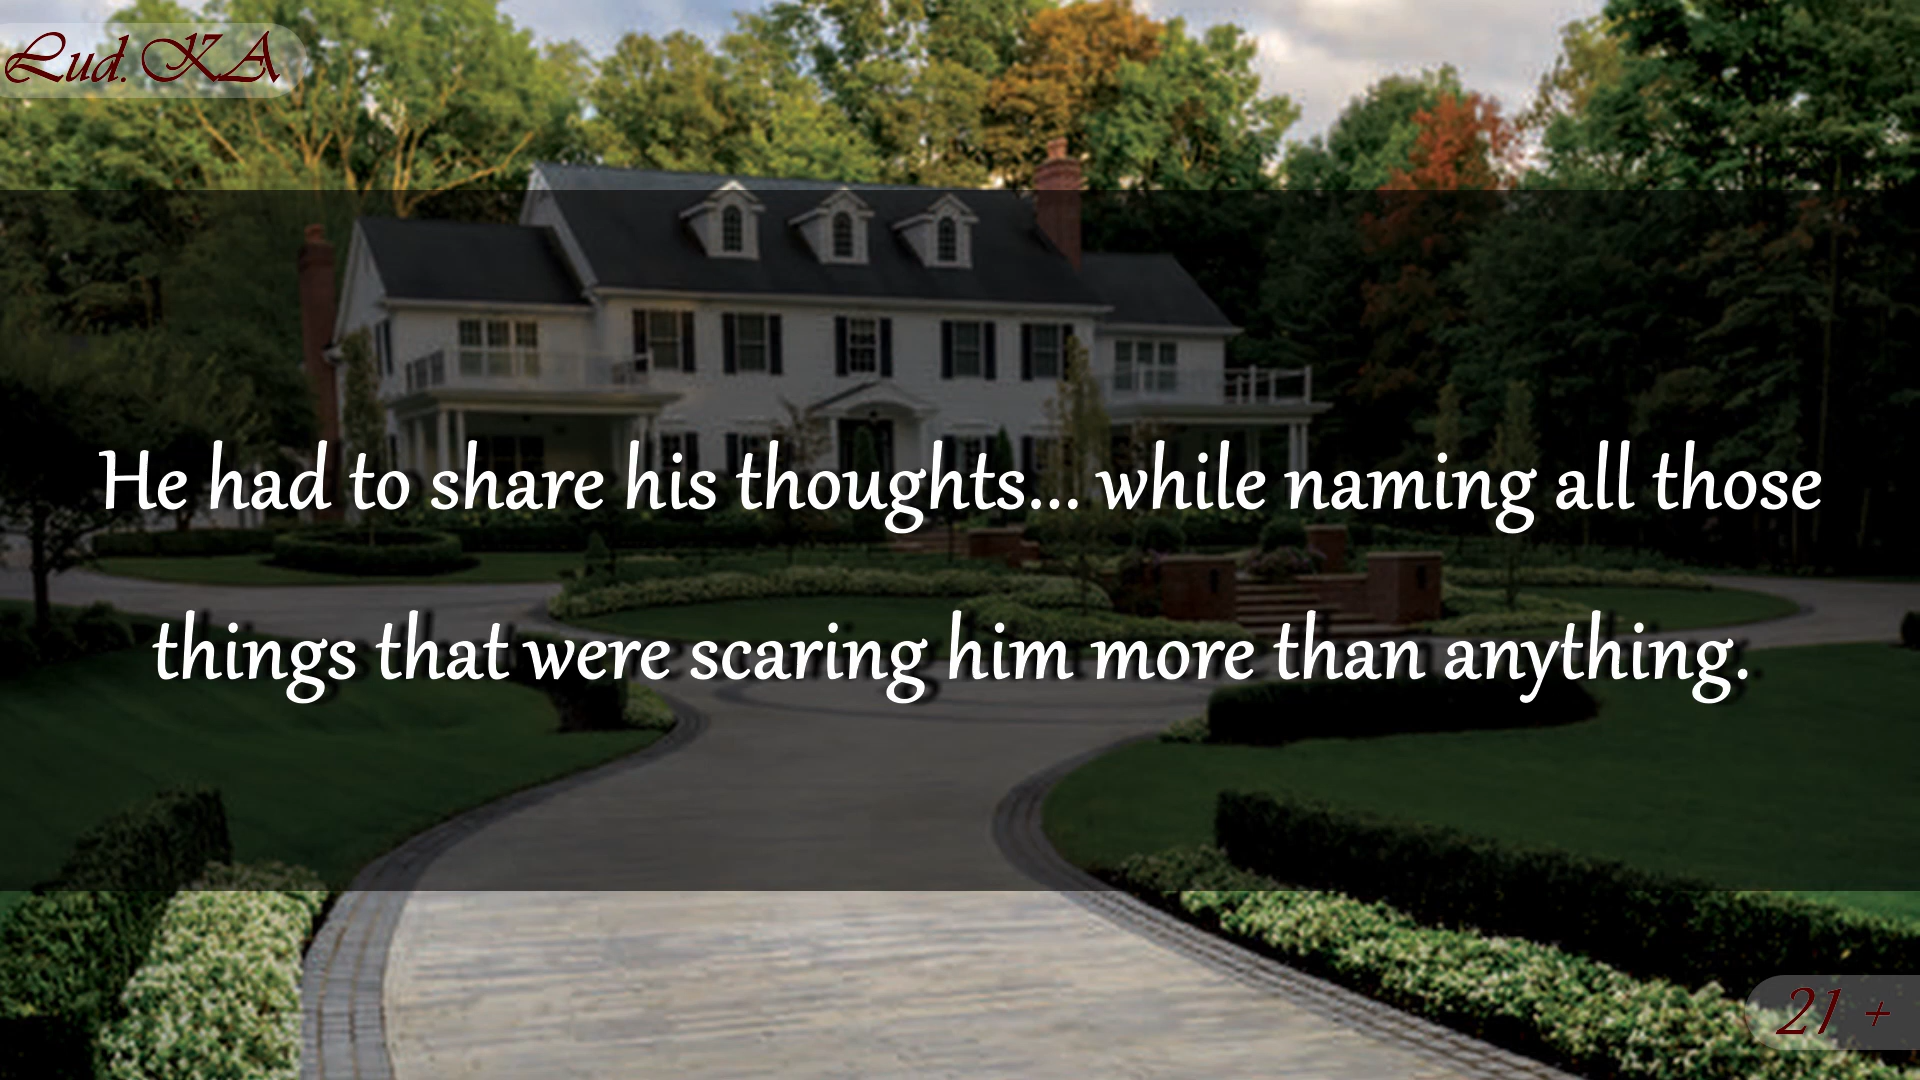 Lud. KA
He had to share his thoughts... while naming all those
things that were scaring him more than anything.
21 +